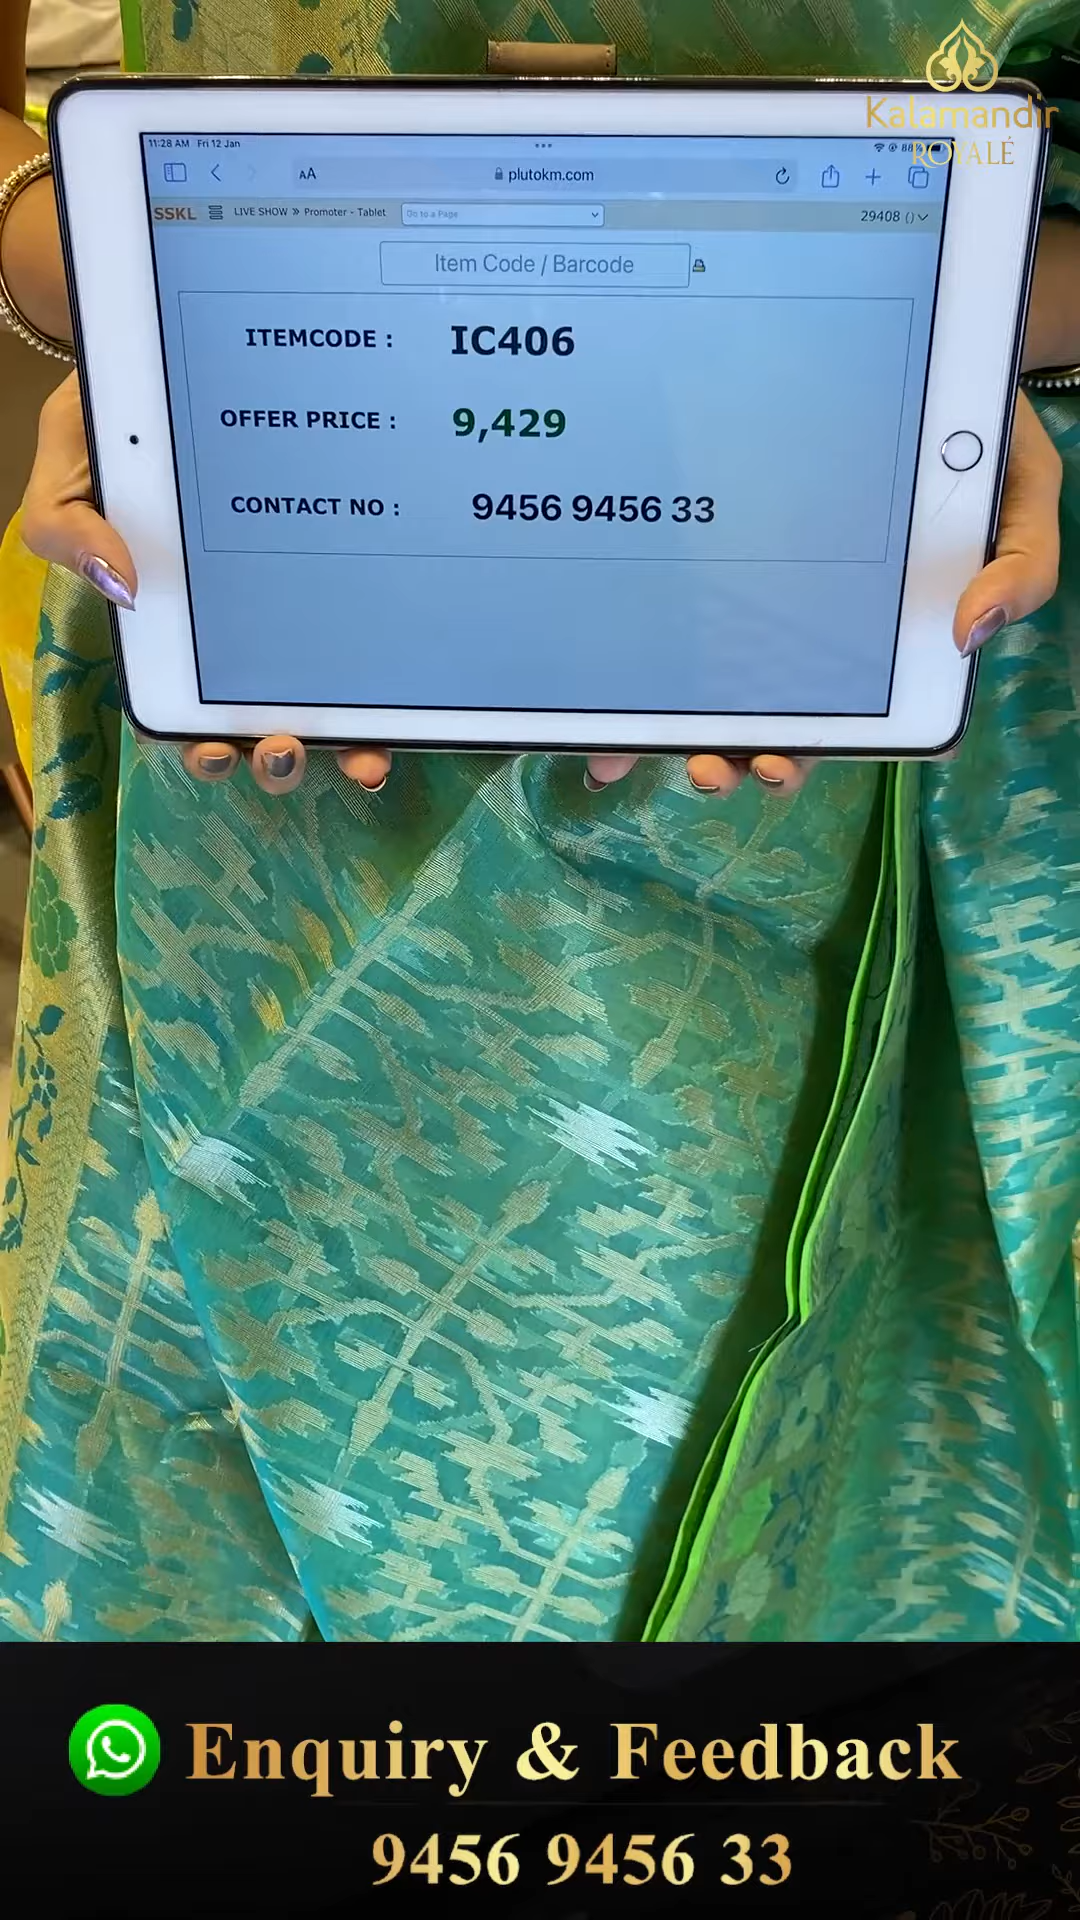 Kalamandir
ROYALÉ
11:28 AM Fri 12 Jan
AA
plutokm.com
SSKL
LIVE SHOW » Promoter - Tablet
Go to a Page
29408 ()
Item Code / Barcode
ITEMCODE : IC406
OFFER PRICE : 9,429
CONTACT NO : 9456 9456 33
Enquiry & Feedback
9456 9456 33